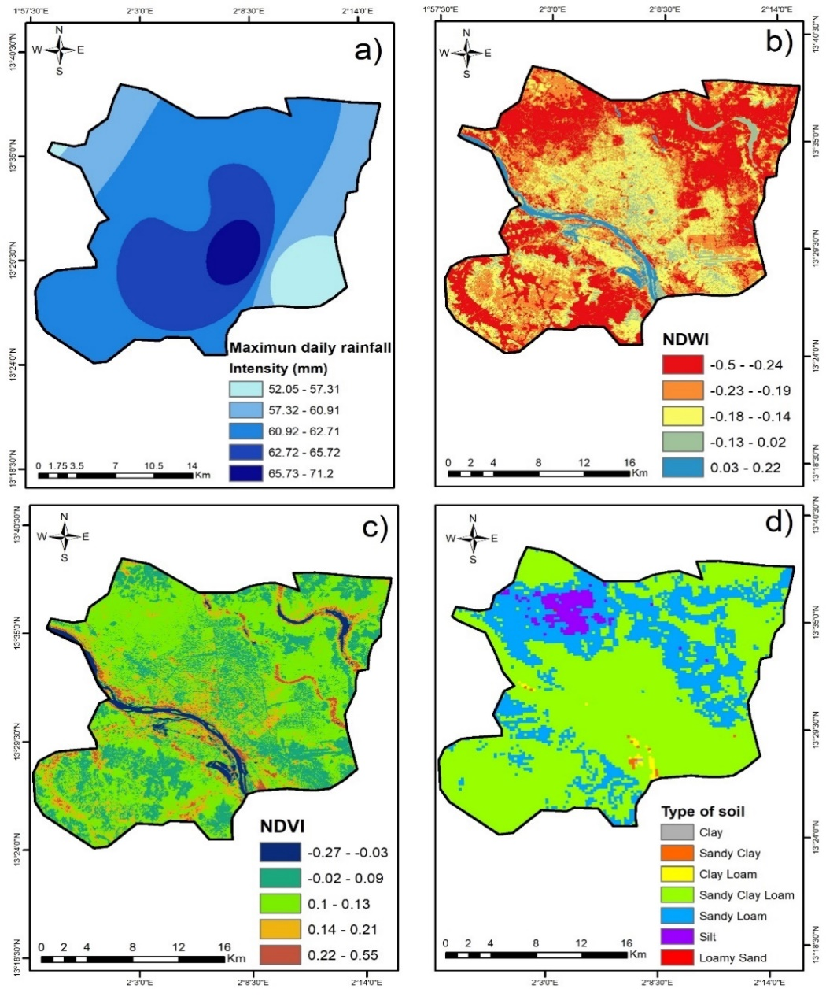 1°57'30"E 2°3'0"E 2°8'30"E 2°14'0"E
1°57'30"E 2°3'0"E 2°8'30"E 2°14'0"E
13°40'30"N
13°35'0"N
13°29'30"N
13°24'0"N
13°18'30"N
N
W E
S
a)
Maximun daily rainfall
Intensity (mm)
52.05 - 57.31
57.32 - 60.91
60.92 - 62.71
62.72 - 65.72
65.73 - 71.2
0 1.75 3.5 7 10.5 14
Km
N
W E
S
b)
NDWI
-0.5 - -0.24
-0.23 - -0.19
-0.18 - -0.14
-0.13 - 0.02
0.03 - 0.22
0 2 4 8 12 16
Km
13°40'30"N
13°35'0"N
13°29'30"N
13°24'0"N
13°18'30"N
13°40'30"N
13°35'0"N
13°29'30"N
13°24'0"N
13°18'30"N
N
W E
S
c)
NDVI
-0.27 - -0.03
-0.02 - 0.09
0.1 - 0.13
0.14 - 0.21
0.22 - 0.55
0 2 4 8 12 16
Km
N
W E
S
d)
Type of soil
Clay
Sandy Clay
Clay Loam
Sandy Clay Loam
Sandy Loam
Silt
Loamy Sand
0 2 4 8 12 16
Km
13°40'30"N
13°35'0"N
13°29'30"N
13°24'0"N
13°18'30"N
2°3'0"E 2°8'30"E 2°14'0"E
2°3'0"E 2°8'30"E 2°14'0"E